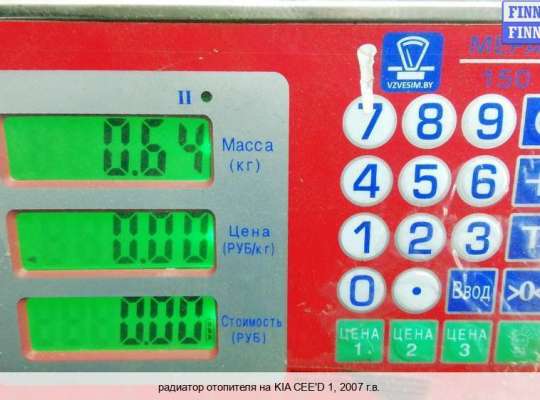 FINN
FINN
VZVESIM.BY
150
II
0.64
Масса
(кг)
7 8 9
4 5 6
0.00
Цена
(РУБ/кг)
1 2 3 Т
0.00
Стоимость
(РУБ)
0 . Ввод >0<
ЦЕНА 1
ЦЕНА 2
ЦЕНА 3
радиатор отопителя на KIA CEE'D 1, 2007 г.в.